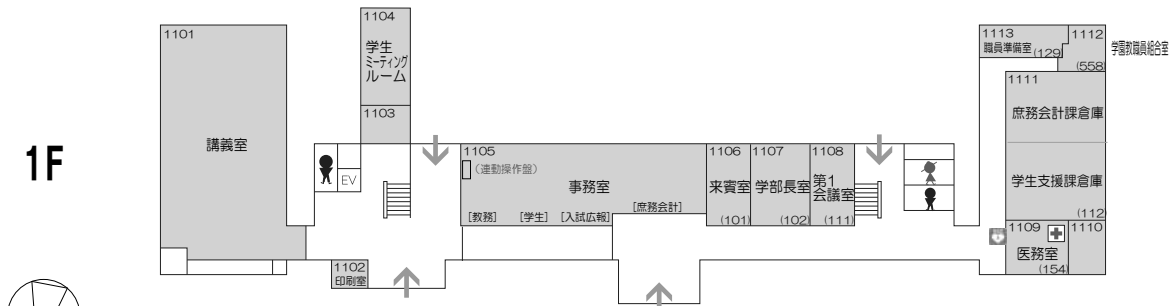 1F
1101
講義室
1104
学生
ミーティング
ルーム
1103
EV
1102
印刷室
1105
(連動操作盤)
事務室
[教務]
[学生]
[入試広報]
[庶務会計]
1106
来賓室
(101)
1107
学部長室
(102)
1108
第1
会議室
(111)
1113
職員準備室
(129)
1112
(558)
学園教職員組合室
1111
庶務会計課倉庫
学生支援課倉庫
(112)
1109
医務室
(154)
1110